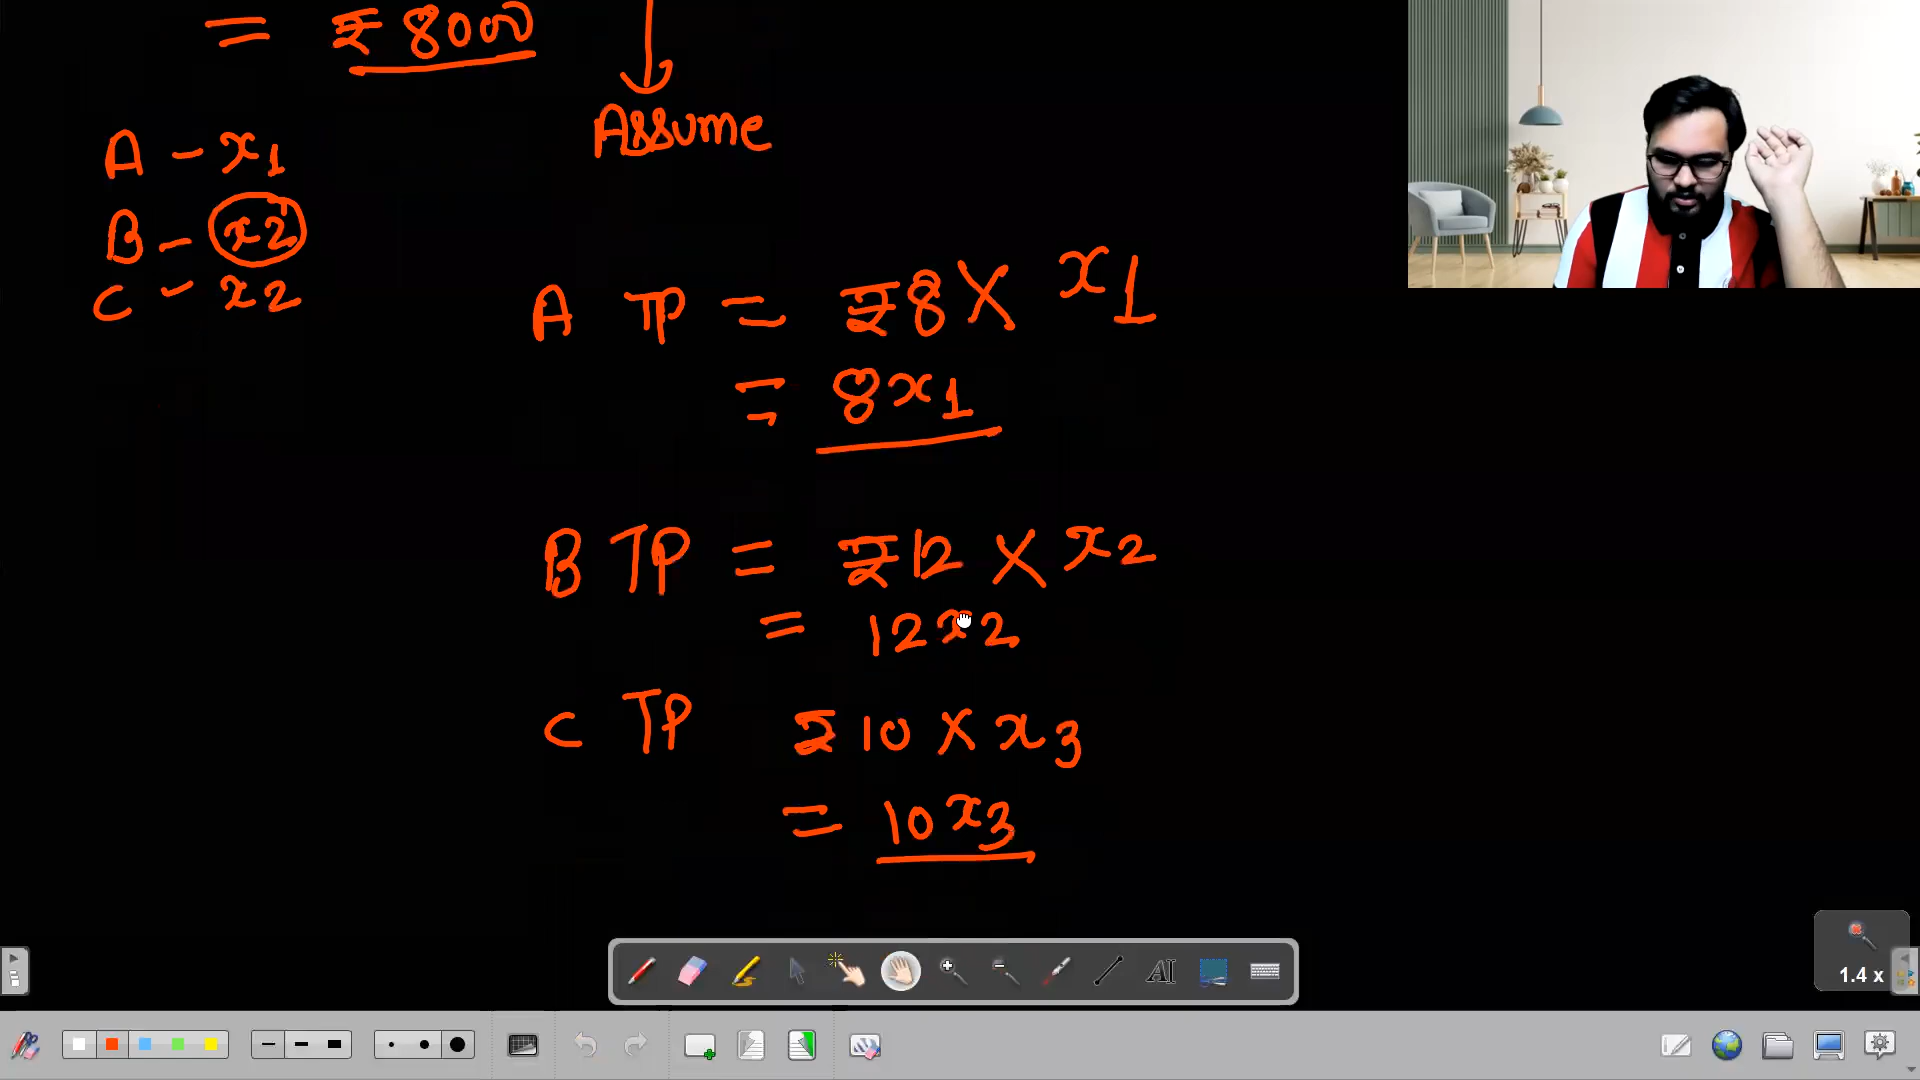 = ₹ 8000
Assume
A - x1
B - x2
C - x2
A TP = ₹8 X x1
= 8x1
B TP = ₹12 X x2
= 12x2
C TP ₹10 X x3
= 10x3
AI
1.4 x